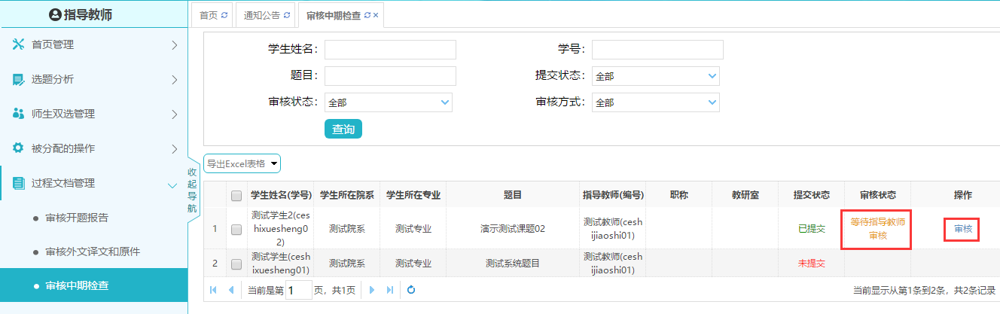 指导教师
首页管理
选题分析
师生双选管理
被分配的操作
过程文档管理
审核开题报告
审核外文译文和原件
审核中期检查
收起导航
首页 通知公告 审核中期检查
学生姓名： 学号：
题目： 提交状态： 全部
审核状态： 全部 审核方式： 全部
查询
导出Excel表格
学生姓名(学号) 学生所在院系 学生所在专业 题目 指导教师(编号) 职称 教研室 提交状态 审核状态 操作
1 测试学生2(ceshixuesheng02) 测试院系 测试专业 演示测试课题02 测试教师(ceshijiaoshi01) 已提交 等待指导教师审核 审核
2 测试学生(ceshixuesheng01) 测试院系 测试专业 测试系统题目 测试教师(ceshijiaoshi01) 未提交
当前是第 1 页，共1页 当前显示从第1条到2条，共2条记录